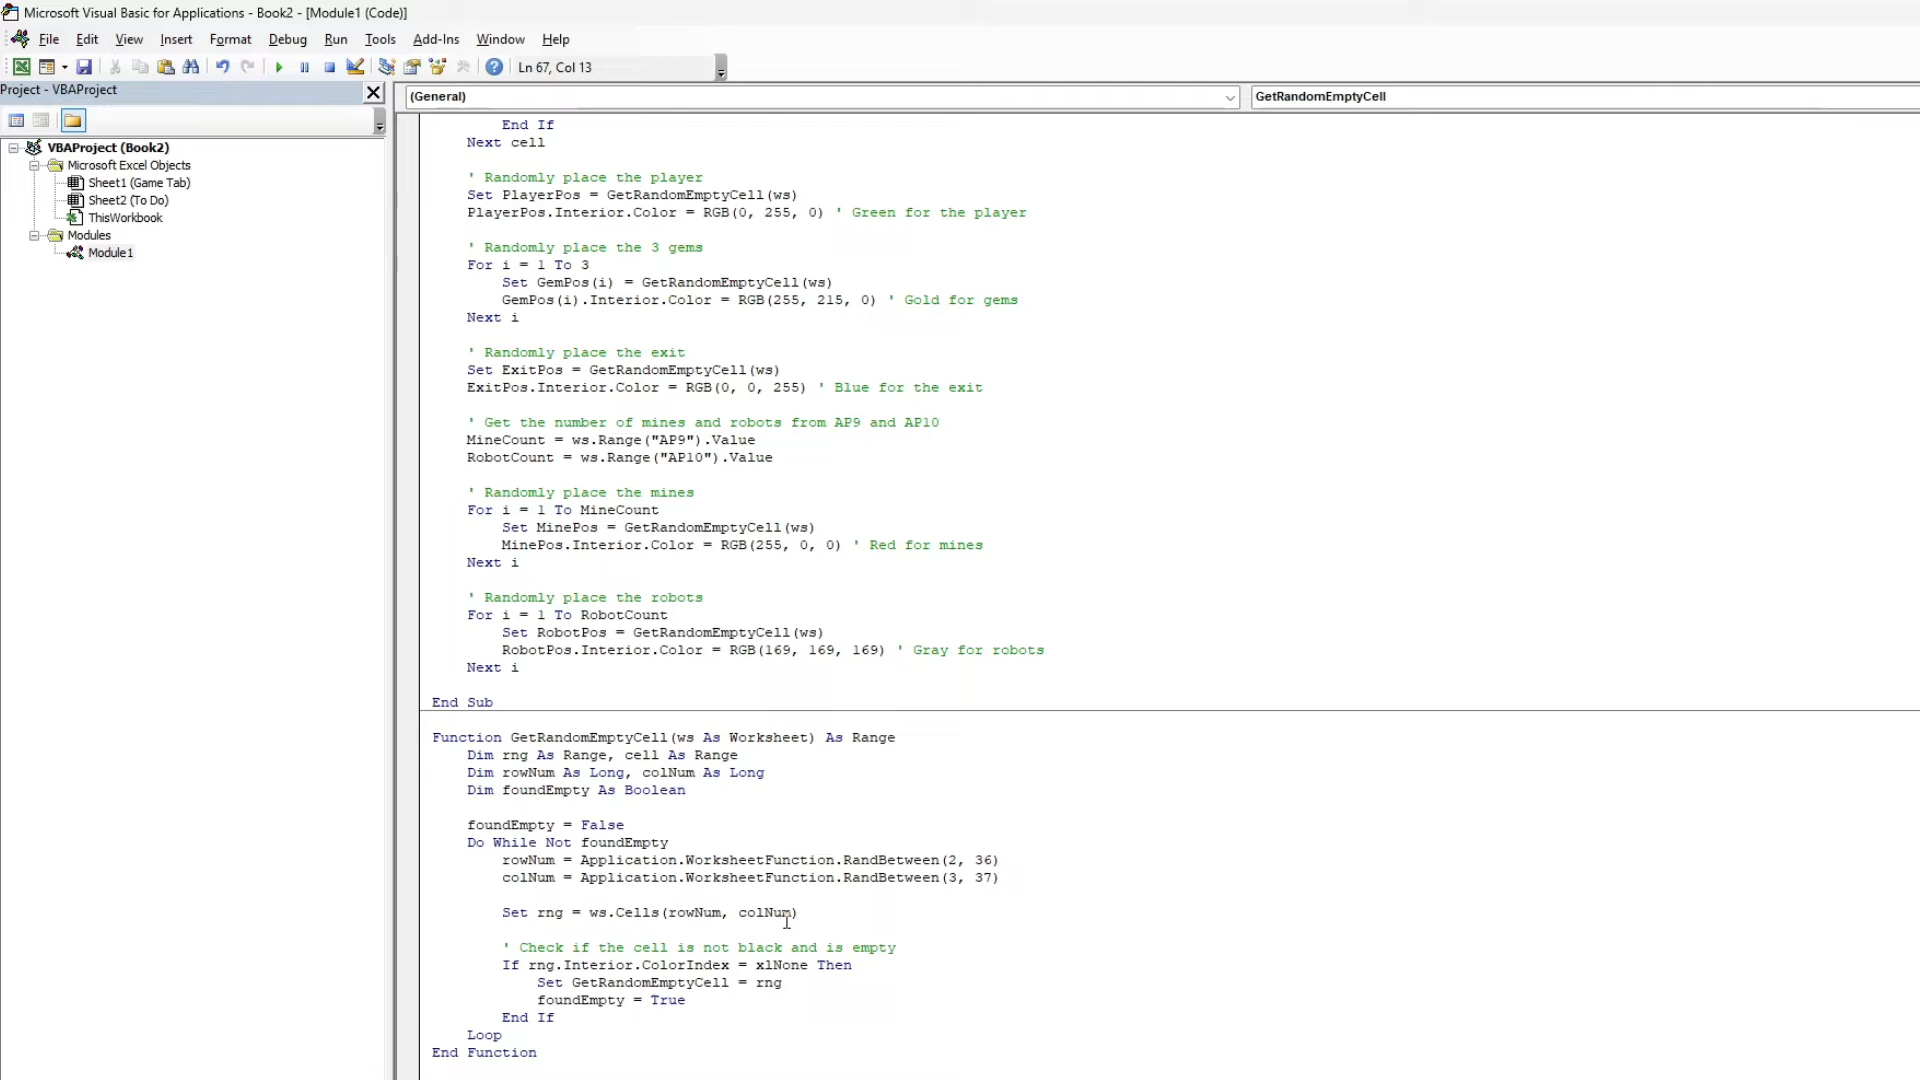 Microsoft Visual Basic for Applications - Book2 - [Module1 (Code)]
File Edit View Insert Format Debug Run Tools Add-Ins Window Help
Ln 67, Col 13
Project - VBAProject
(General)
GetRandomEmptyCell
VBAProject (Book2)
Microsoft Excel Objects
Sheet1 (Game Tab)
Sheet2 (To Do)
ThisWorkbook
Modules
Module1
End If
Next cell
' Randomly place the player
Set PlayerPos = GetRandomEmptyCell(ws)
PlayerPos.Interior.Color = RGB(0, 255, 0) ' Green for the player
' Randomly place the 3 gems
For i = 1 To 3
Set GemPos(i) = GetRandomEmptyCell(ws)
GemPos(i).Interior.Color = RGB(255, 215, 0) ' Gold for gems
Next i
' Randomly place the exit
Set ExitPos = GetRandomEmptyCell(ws)
ExitPos.Interior.Color = RGB(0, 0, 255) ' Blue for the exit
' Get the number of mines and robots from AP9 and AP10
MineCount = ws.Range("AP9").Value
RobotCount = ws.Range("AP10").Value
' Randomly place the mines
For i = 1 To MineCount
Set MinePos = GetRandomEmptyCell(ws)
MinePos.Interior.Color = RGB(255, 0, 0) ' Red for mines
Next i
' Randomly place the robots
For i = 1 To RobotCount
Set RobotPos = GetRandomEmptyCell(ws)
RobotPos.Interior.Color = RGB(169, 169, 169) ' Gray for robots
Next i
End Sub
Function GetRandomEmptyCell(ws As Worksheet) As Range
Dim rng As Range, cell As Range
Dim rowNum As Long, colNum As Long
Dim foundEmpty As Boolean
foundEmpty = False
Do While Not foundEmpty
rowNum = Application.WorksheetFunction.RandBetween(2, 36)
colNum = Application.WorksheetFunction.RandBetween(3, 37)
Set rng = ws.Cells(rowNum, colNum)
' Check if the cell is not black and is empty
If rng.Interior.ColorIndex = xlNone Then
Set GetRandomEmptyCell = rng
foundEmpty = True
End If
Loop
End Function